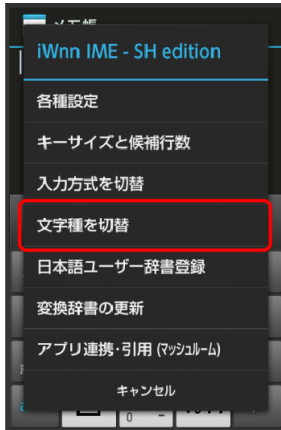 メモ帳
iWnn IME - SH edition
各種設定
キーサイズと候補行数
入力方式を切替
文字種を切替
日本語ユーザー辞書登録
変換辞書の更新
アプリ連携・引用 (マッシュルーム)
キャンセル